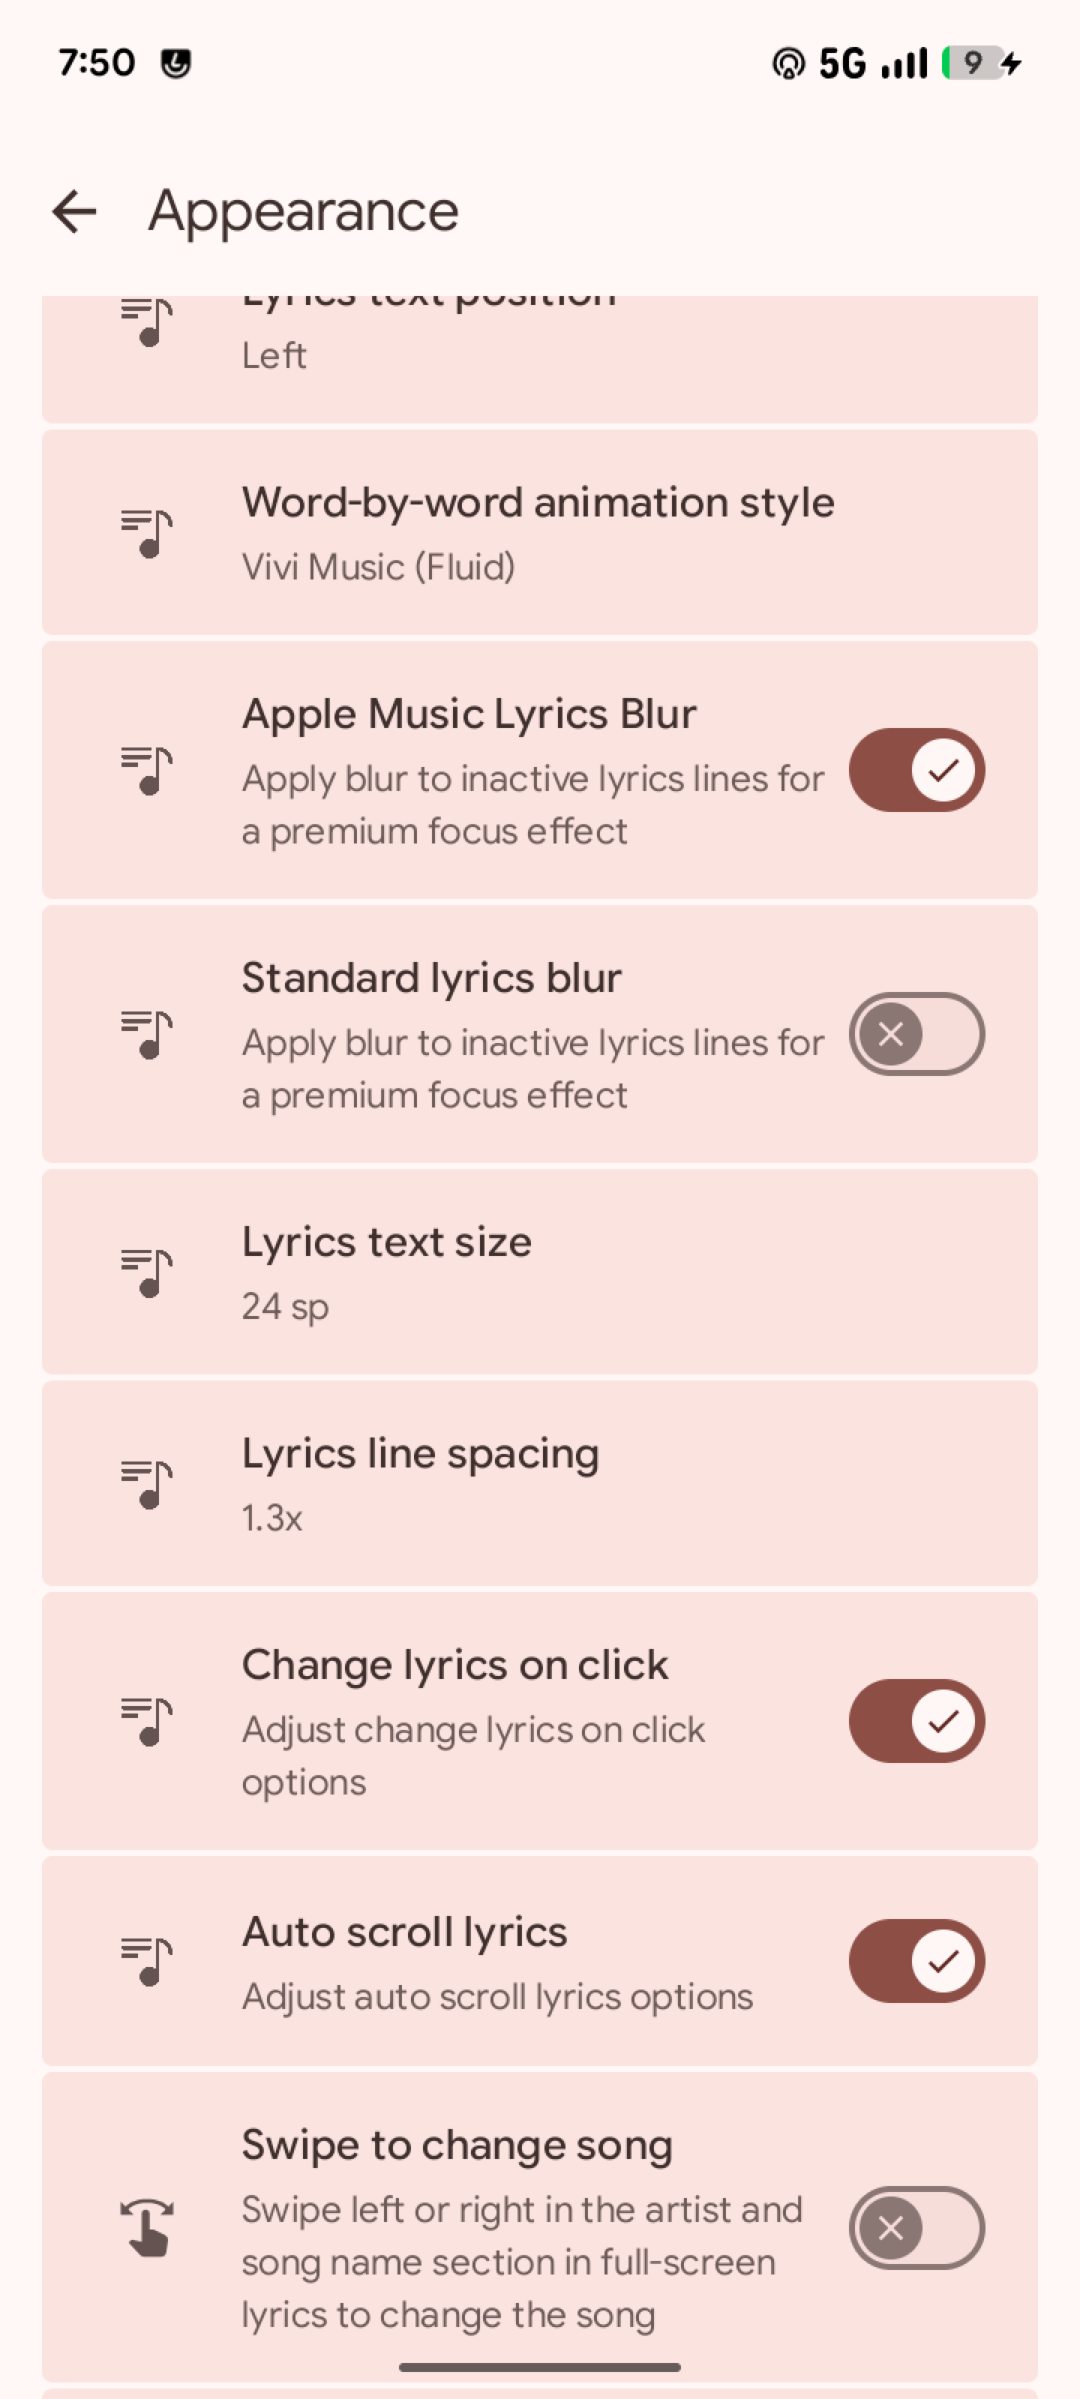 7:50
5G
9
Appearance
Lyrics text position
Left
Word-by-word animation style
Vivi Music (Fluid)
Apple Music Lyrics Blur
Apply blur to inactive lyrics lines for
a premium focus effect
Standard lyrics blur
Apply blur to inactive lyrics lines for
a premium focus effect
Lyrics text size
24 sp
Lyrics line spacing
1.3x
Change lyrics on click
Adjust change lyrics on click
options
Auto scroll lyrics
Adjust auto scroll lyrics options
Swipe to change song
Swipe left or right in the artist and
song name section in full-screen
lyrics to change the song